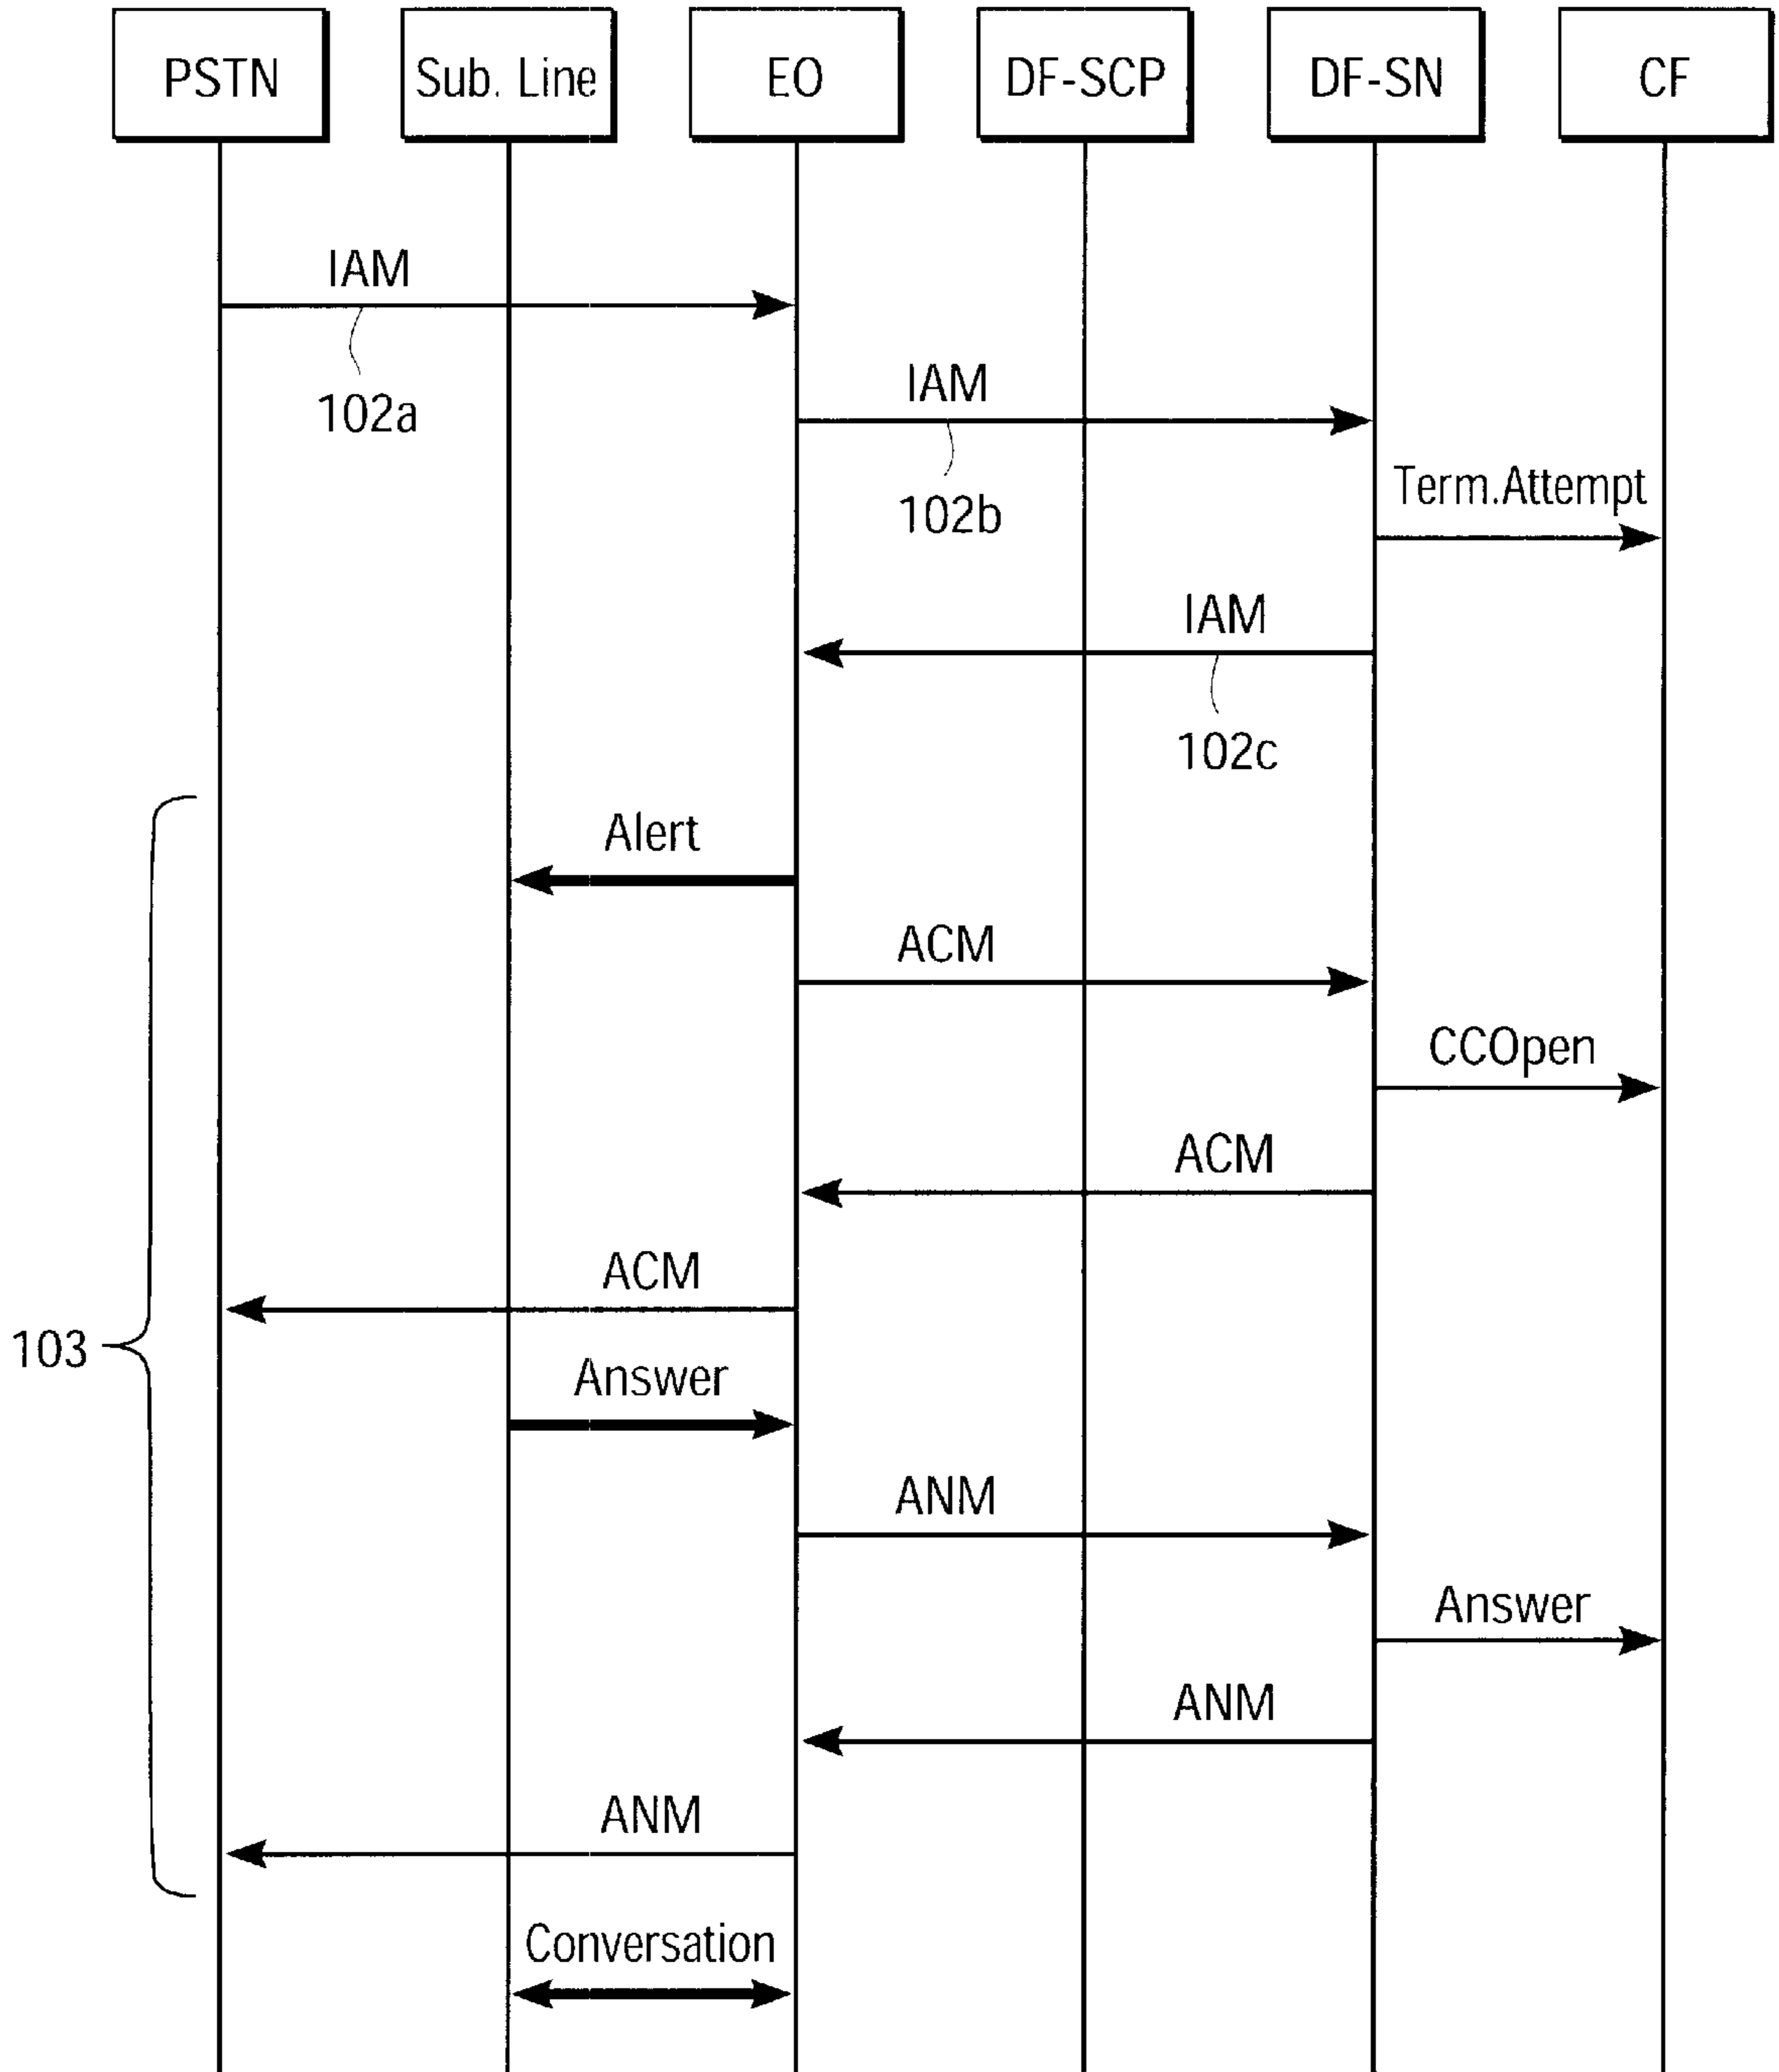 PSTN
Sub. Line
EO
DF-SCP
DF-SN
CF
IAM
102a
IAM
102b
Term.Attempt
IAM
102c
Alert
ACM
CCOpen
ACM
ACM
103
Answer
ANM
Answer
ANM
ANM
Conversation